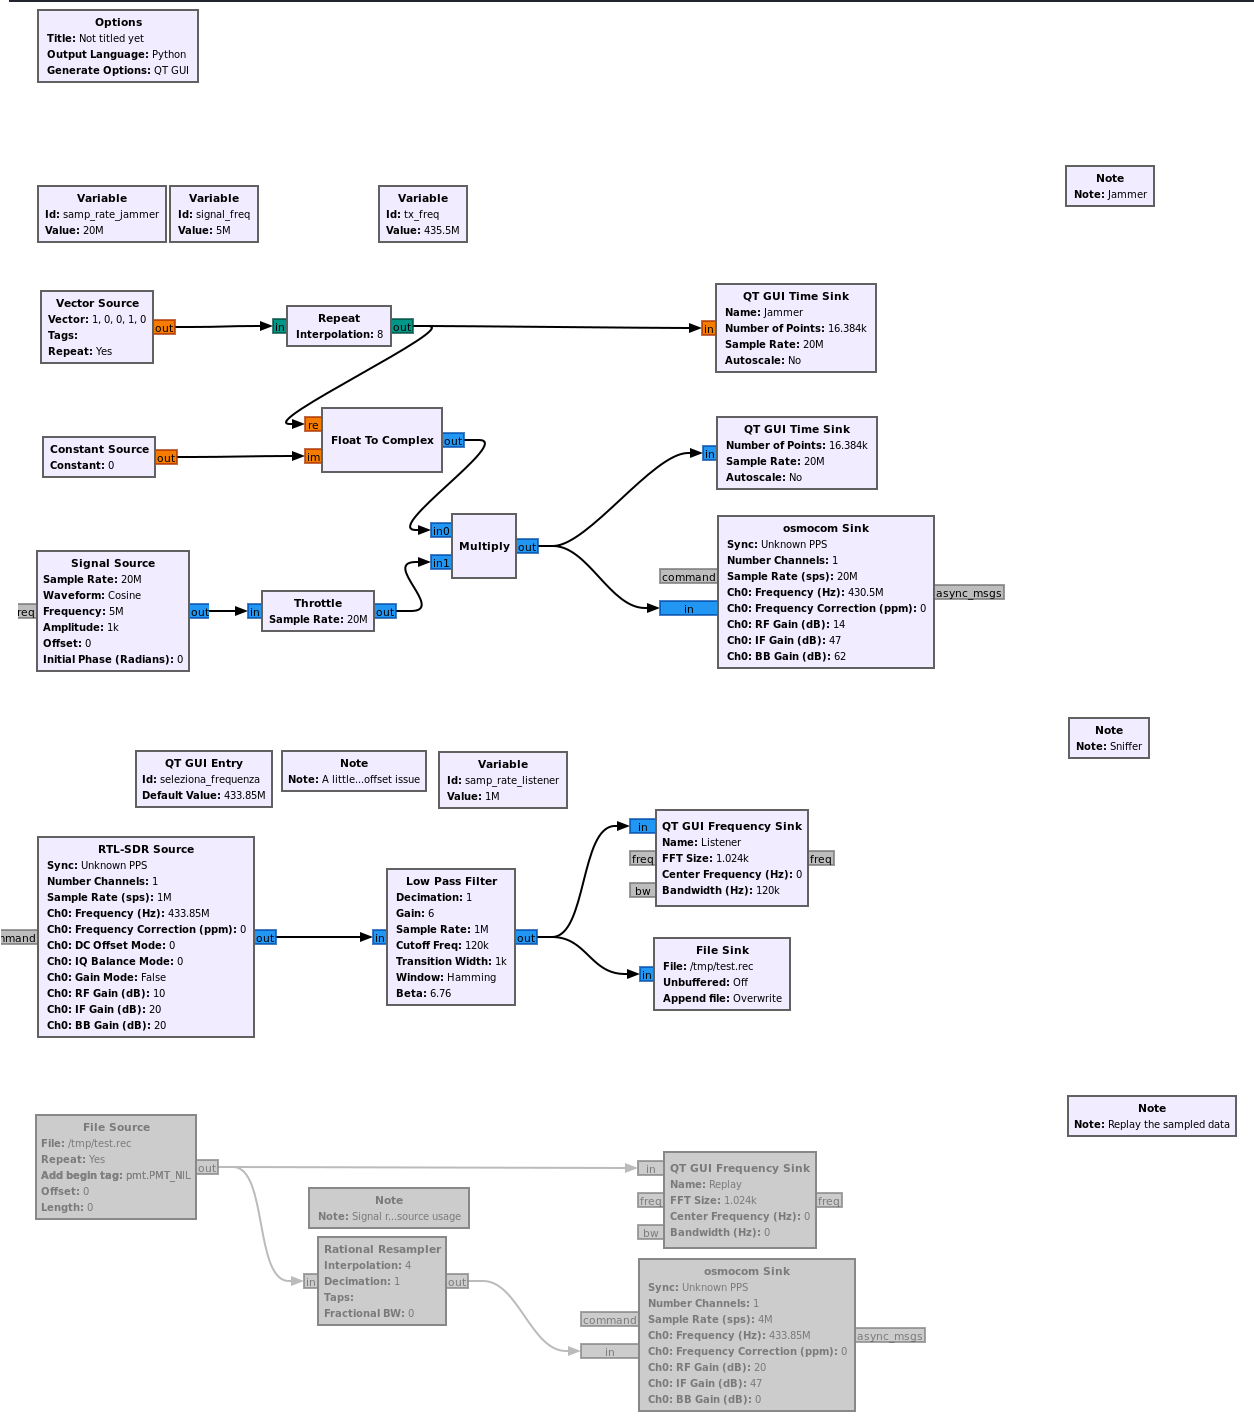 Options
Title: Not titled yet
Output Language: Python
Generate Options: QT GUI
Note
Note: Jammer
Variable
Id: samp_rate_jammer
Value: 20M
Variable
Id: signal_freq
Value: 5M
Variable
Id: tx_freq
Value: 435.5M
Vector Source
Vector: 1, 0, 0, 1, 0
Tags:
Repeat: Yes
out
in
Repeat
Interpolation: 8
out
in
QT GUI Time Sink
Name: Jammer
Number of Points: 16.384k
Sample Rate: 20M
Autoscale: No
Constant Source
Constant: 0
out
re
im
Float To Complex
out
in
QT GUI Time Sink
Number of Points: 16.384k
Sample Rate: 20M
Autoscale: No
in0
in1
Multiply
out
command
in
osmocom Sink
Sync: Unknown PPS
Number Channels: 1
Sample Rate (sps): 20M
Ch0: Frequency (Hz): 430.5M
Ch0: Frequency Correction (ppm): 0
Ch0: RF Gain (dB): 14
Ch0: IF Gain (dB): 47
Ch0: BB Gain (dB): 62
async_msgs
req
Signal Source
Sample Rate: 20M
Waveform: Cosine
Frequency: 5M
Amplitude: 1k
Offset: 0
Initial Phase (Radians): 0
out
in
Throttle
Sample Rate: 20M
out
Note
Note: Sniffer
QT GUI Entry
Id: seleziona_frequenza
Default Value: 433.85M
Note
Note: A little...offset issue
Variable
Id: samp_rate_listener
Value: 1M
mmand
RTL-SDR Source
Sync: Unknown PPS
Number Channels: 1
Sample Rate (sps): 1M
Ch0: Frequency (Hz): 433.85M
Ch0: Frequency Correction (ppm): 0
Ch0: DC Offset Mode: 0
Ch0: IQ Balance Mode: 0
Ch0: Gain Mode: False
Ch0: RF Gain (dB): 10
Ch0: IF Gain (dB): 20
Ch0: BB Gain (dB): 20
out
in
Low Pass Filter
Decimation: 1
Gain: 6
Sample Rate: 1M
Cutoff Freq: 120k
Transition Width: 1k
Window: Hamming
Beta: 6.76
out
in
freq
bw
QT GUI Frequency Sink
Name: Listener
FFT Size: 1.024k
Center Frequency (Hz): 0
Bandwidth (Hz): 120k
freq
in
File Sink
File: /tmp/test.rec
Unbuffered: Off
Append file: Overwrite
Note
Note: Replay the sampled data
File Source
File: /tmp/test.rec
Repeat: Yes
Add begin tag: pmt.PMT_NIL
Offset: 0
Length: 0
out
in
freq
bw
QT GUI Frequency Sink
Name: Replay
FFT Size: 1.024k
Center Frequency (Hz): 0
Bandwidth (Hz): 0
freq
Note
Note: Signal r...source usage
in
Rational Resampler
Interpolation: 4
Decimation: 1
Taps:
Fractional BW: 0
out
command
in
osmocom Sink
Sync: Unknown PPS
Number Channels: 1
Sample Rate (sps): 4M
Ch0: Frequency (Hz): 433.85M
Ch0: Frequency Correction (ppm): 0
Ch0: RF Gain (dB): 20
Ch0: IF Gain (dB): 47
Ch0: BB Gain (dB): 0
async_msgs